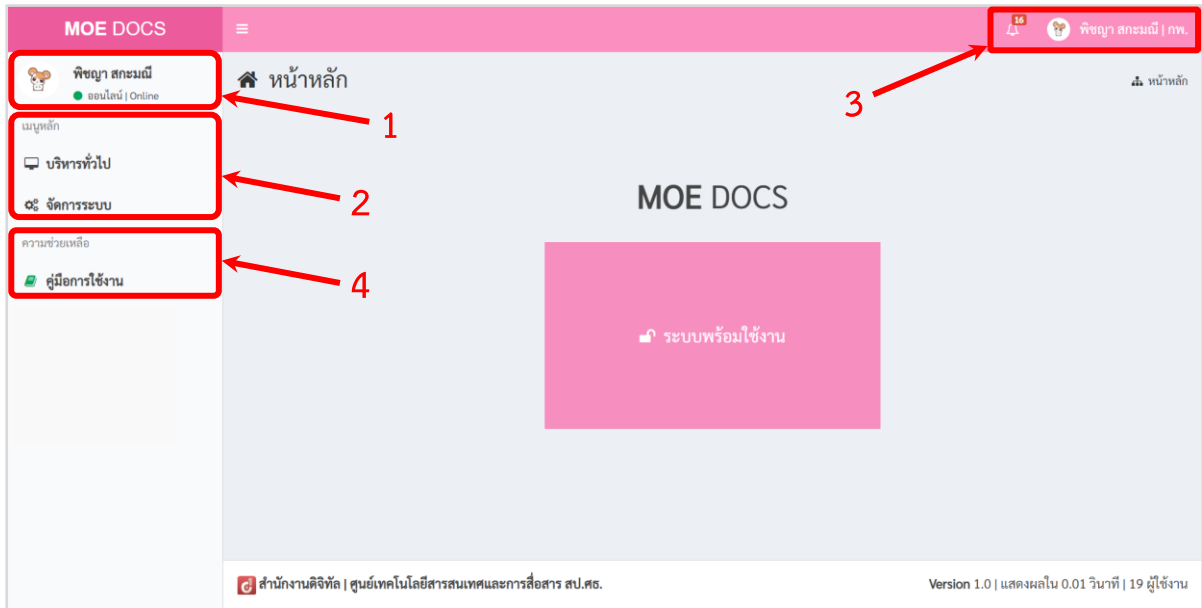 MOE DOCS
16
พิชญา สกะมณี | กพ.
พิชญา สกะมณี
ออนไลน์ | Online
หน้าหลัก
หน้าหลัก
3
1
เมนูหลัก
บริหารทั่วไป
จัดการระบบ
2
MOE DOCS
ความช่วยเหลือ
คู่มือการใช้งาน
4
ระบบพร้อมใช้งาน
สำนักงานดิจิทัล | ศูนย์เทคโนโลยีสารสนเทศและการสื่อสาร สป.ศธ.
Version 1.0 | แสดงผลใน 0.01 วินาที | 19 ผู้ใช้งาน